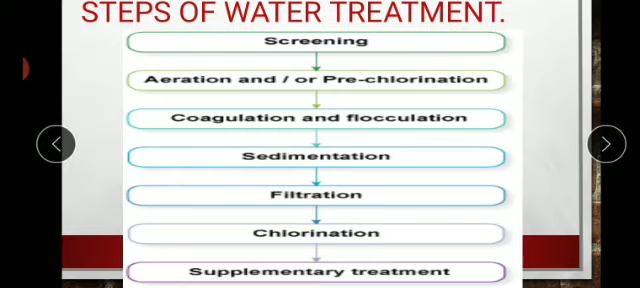 STEPS OF WATER TREATMENT.
Screening
Aeration and / or Pre-chlorination
Coagulation and flocculation
Sedimentation
Filtration
Chlorination
Supplementary treatment